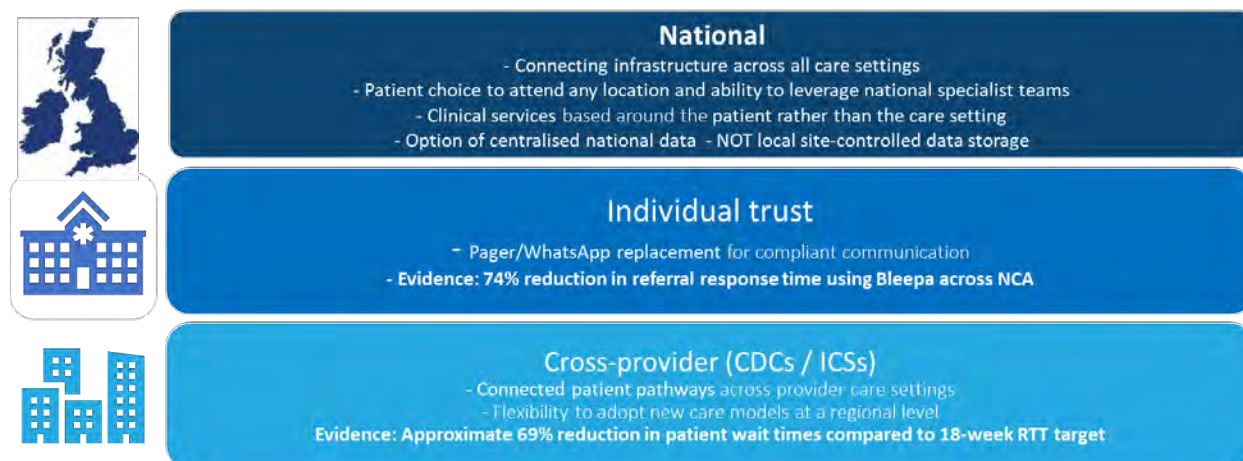 National
- Connecting infrastructure across all care settings
- Patient choice to attend any location and ability to leverage national specialist teams
- Clinical services based around the patient rather than the care setting
- Option of centralised national data - NOT local site-controlled data storage
Individual trust
- Pager/WhatsApp replacement for compliant communication
- Evidence: 74% reduction in referral response time using Bleepa across NCA
Cross-provider (CDCs / ICSs)
- Connected patient pathways across provider care settings
- Flexibility to adopt new care models at a regional level
Evidence: Approximate 69% reduction in patient wait times compared to 18-week RTT target